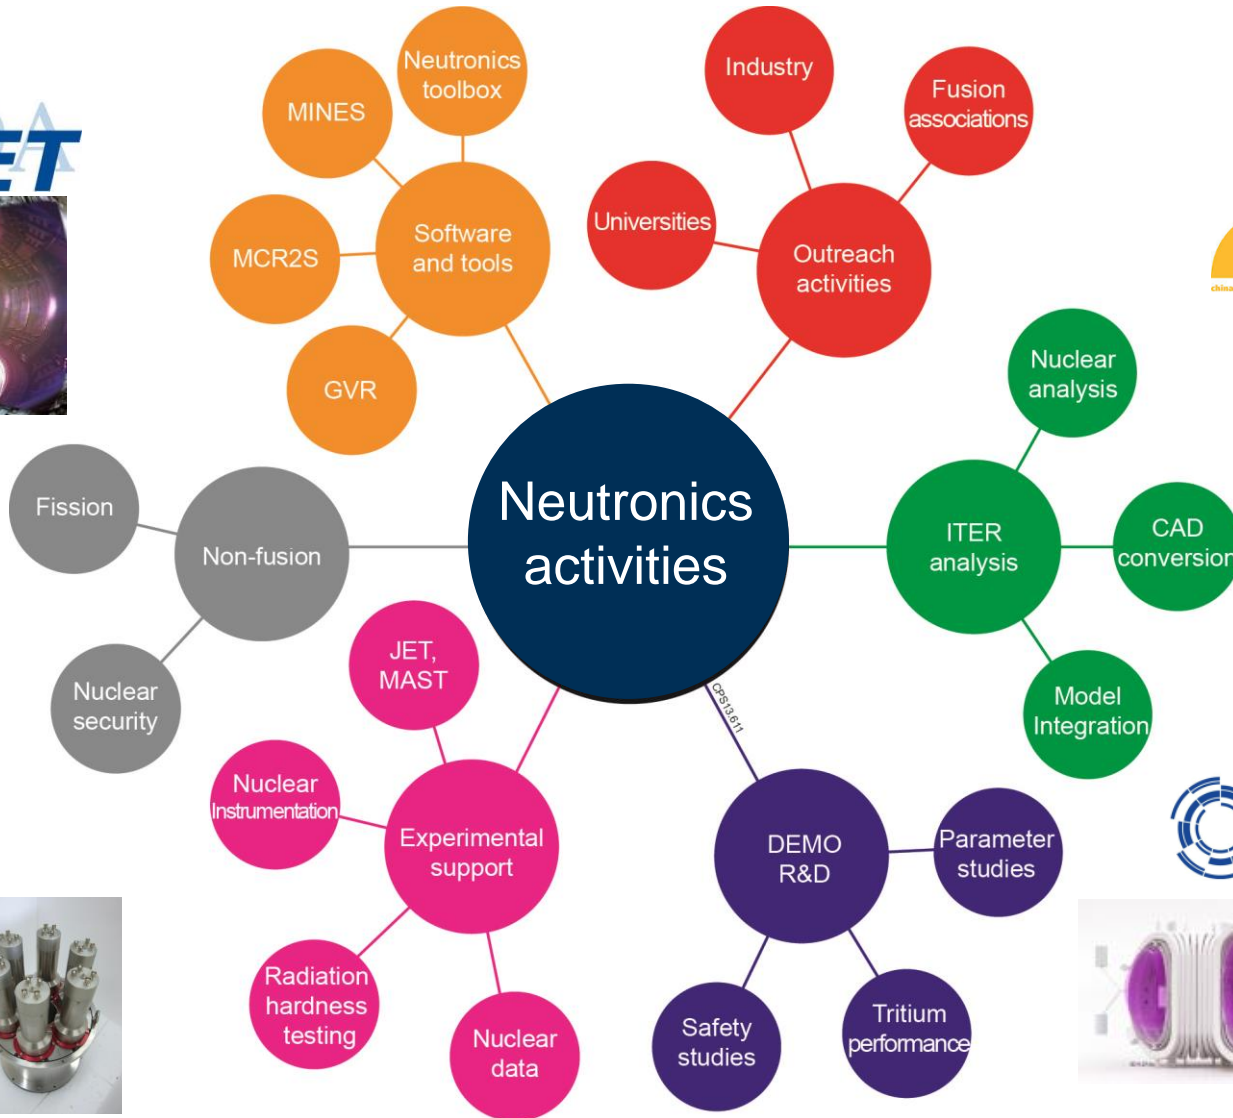 Neutronics
toolbox
MINES
MCR2S
GVR
Software
and tools
Industry
Fusion
associations
Universities
Outreach
activities
Nuclear
analysis
ITER
analysis
CAD
conversion
Model
Integration
Neutronics
activities
Fission
Non-fusion
Nuclear
security
JET,
MAST
Nuclear
Instrumentation
Experimental
support
Radiation
hardness
testing
Nuclear
data
CPS13.611
DEMO
R&D
Parameter
studies
Safety
studies
Tritium
performance
ET
china